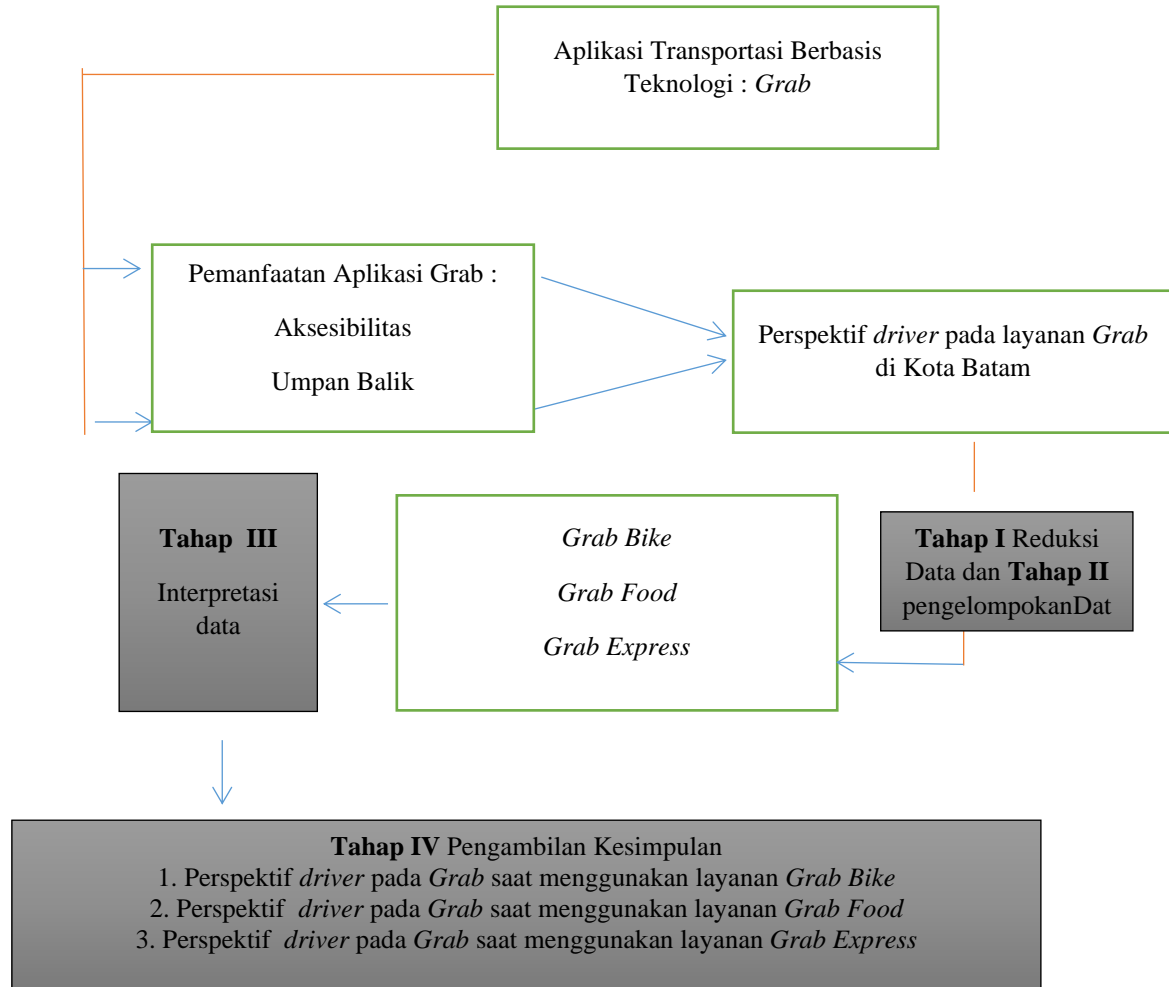 Aplikasi Transportasi Berbasis
Teknologi : Grab
Pemanfaatan Aplikasi Grab :
Aksesibilitas
Umpan Balik
Perspektif driver pada layanan Grab
di Kota Batam
Tahap I Reduksi
Data dan Tahap II
pengelompokanDat
Grab Bike
Grab Food
Grab Express
Tahap III
Interpretasi
data
Tahap IV Pengambilan Kesimpulan
1. Perspektif driver pada Grab saat menggunakan layanan Grab Bike
2. Perspektif driver pada Grab saat menggunakan layanan Grab Food
3. Perspektif driver pada Grab saat menggunakan layanan Grab Express